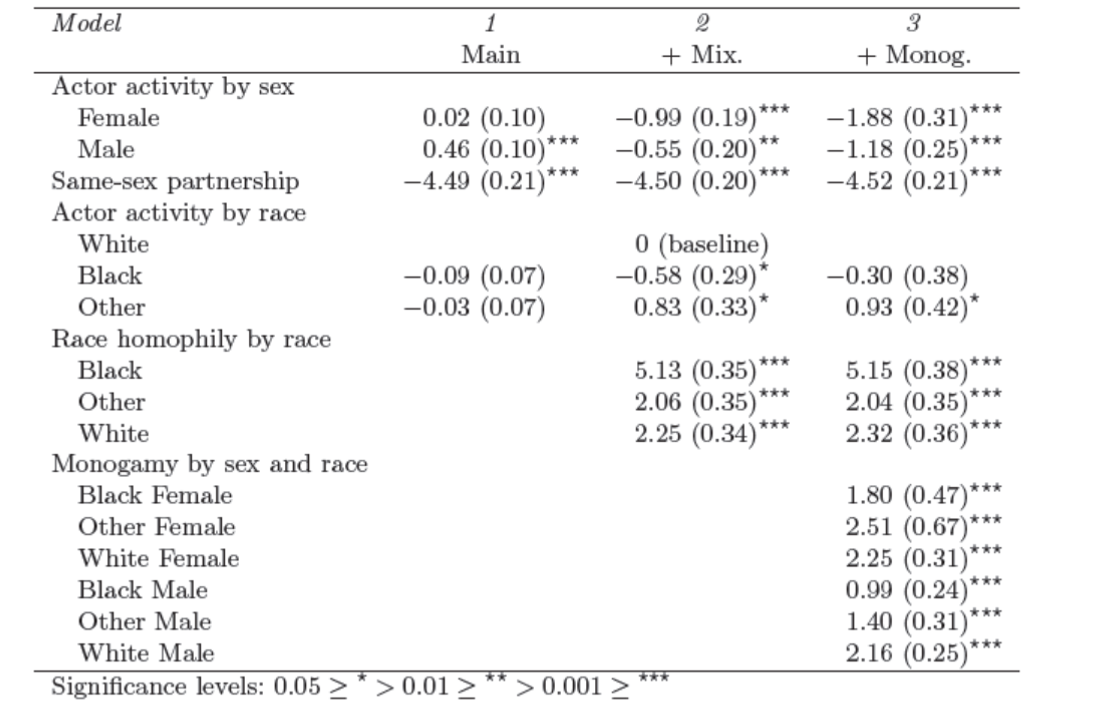 Model 1 2 3
Main + Mix. + Monog.
Actor activity by sex
Female 0.02 (0.10) −0.99 (0.19)*** −1.88 (0.31)***
Male 0.46 (0.10)*** −0.55 (0.20)** −1.18 (0.25)***
Same-sex partnership −4.49 (0.21)*** −4.50 (0.20)*** −4.52 (0.21)***
Actor activity by race
White 0 (baseline)
Black −0.09 (0.07) −0.58 (0.29)* −0.30 (0.38)
Other −0.03 (0.07) 0.83 (0.33)* 0.93 (0.42)*
Race homophily by race
Black 5.13 (0.35)*** 5.15 (0.38)***
Other 2.06 (0.35)*** 2.04 (0.35)***
White 2.25 (0.34)*** 2.32 (0.36)***
Monogamy by sex and race
Black Female 1.80 (0.47)***
Other Female 2.51 (0.67)***
White Female 2.25 (0.31)***
Black Male 0.99 (0.24)***
Other Male 1.40 (0.31)***
White Male 2.16 (0.25)***
Significance levels: 0.05 ≥ * > 0.01 ≥ ** > 0.001 ≥ ***